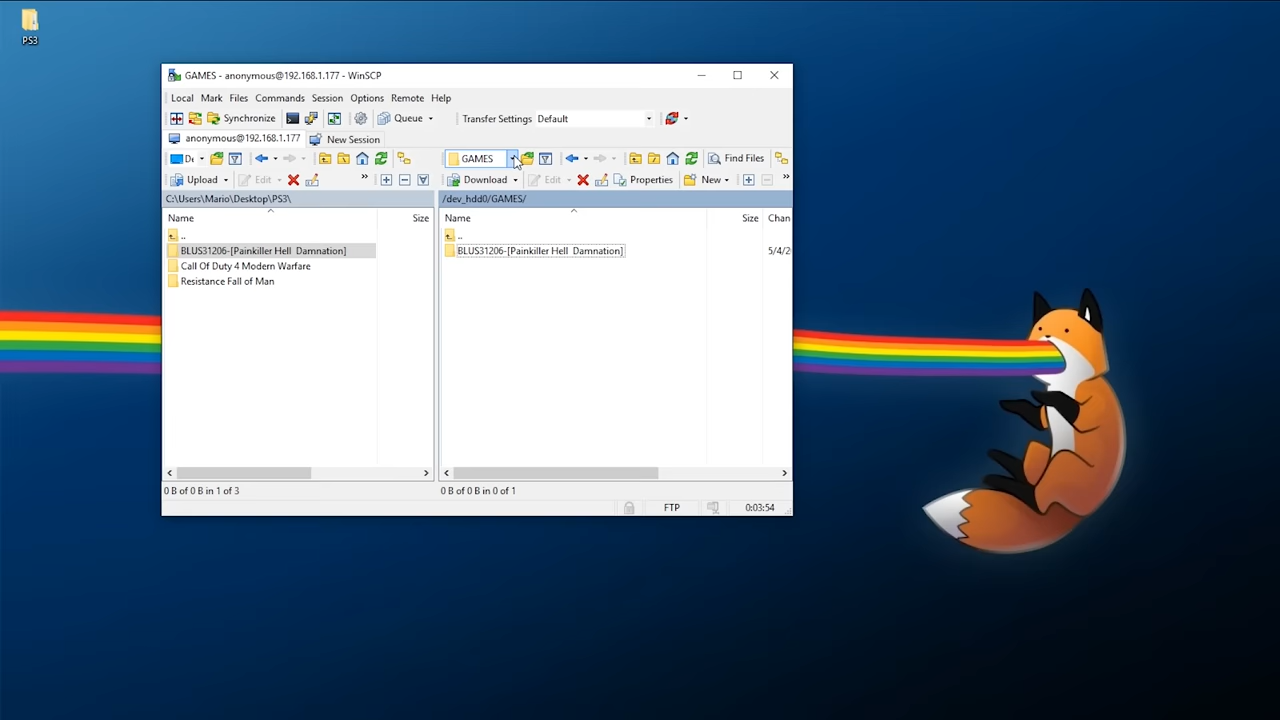 PS3
GAMES - anonymous@192.168.1.177 - WinSCP
Local Mark Files Commands Session Options Remote Help
Synchronize Queue Transfer Settings Default
anonymous@192.168.1.177 New Session
De GAMES Find Files
Upload Edit Download Edit Properties New
C:\Users\Mario\Desktop\PS3\ /dev_hdd0/GAMES/
Name Size Name Size Chan
.. ..
BLUS31206-[Painkiller Hell Damnation] BLUS31206-[Painkiller Hell Damnation] 5/4/2
Call Of Duty 4 Modern Warfare
Resistance Fall of Man
0 B of 0 B in 1 of 3 0 B of 0 B in 0 of 1
FTP 0:03:54